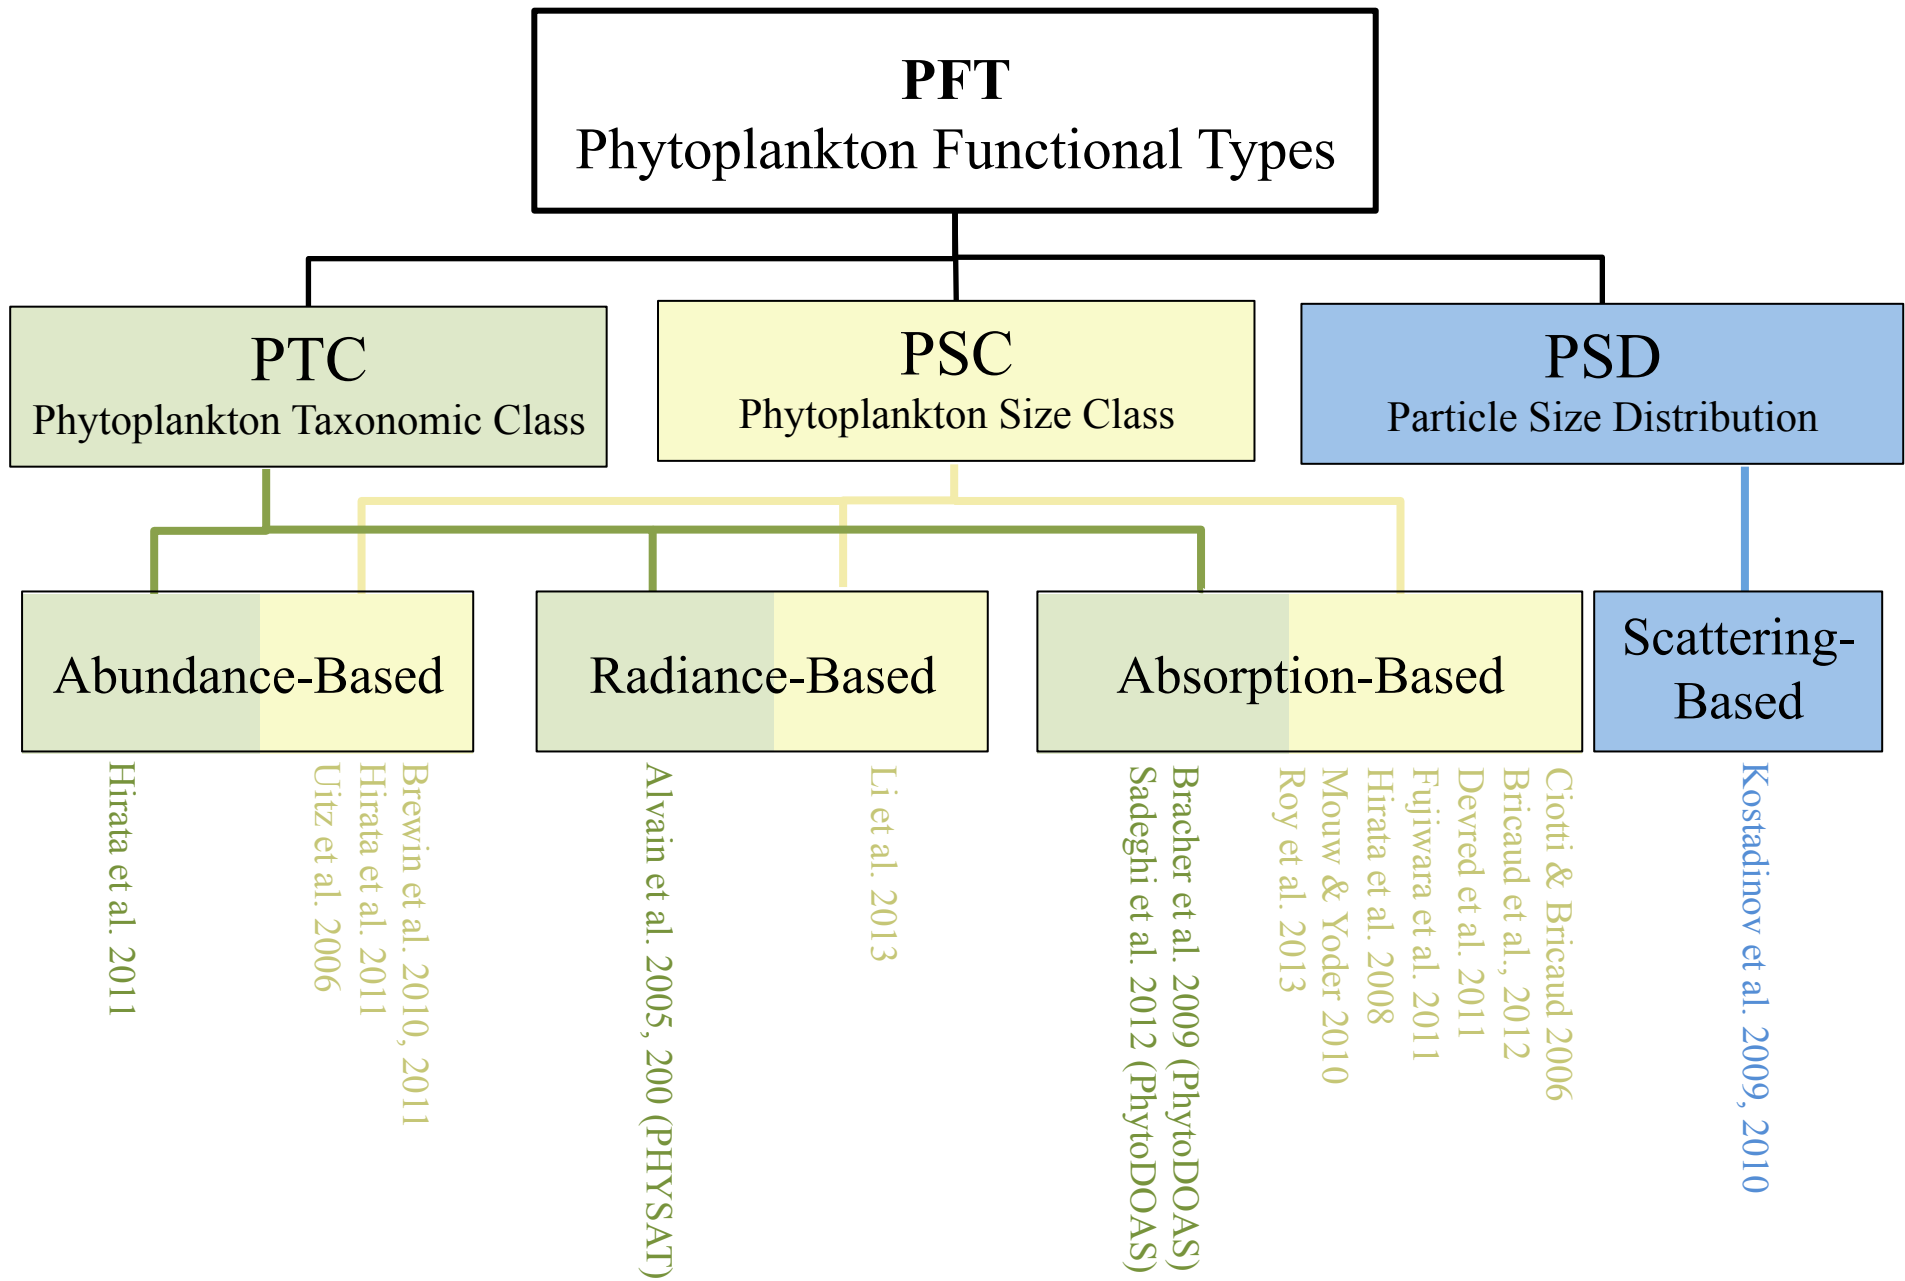 PFT
Phytoplankton Functional Types
PTC
Phytoplankton Taxonomic Class
PSC
Phytoplankton Size Class
PSD
Particle Size Distribution
Abundance-Based
Radiance-Based
Absorption-Based
Scattering-
Based
Hirata et al. 2011
Uitz et al. 2006
Hirata et al. 2011
Brewin et al. 2010, 2011
Alvain et al. 2005, 200 (PHYSAT)
Li et al. 2013
Sadeghi et al. 2012 (PhytoDOAS)
Bracher et al. 2009 (PhytoDOAS)
Roy et al. 2013
Mouw & Yoder 2010
Hirata et al. 2008
Fujiwara et al. 2011
Devred et al. 2011
Bricaud et al., 2012
Ciotti & Bricaud 2006
Kostadinov et al. 2009, 2010